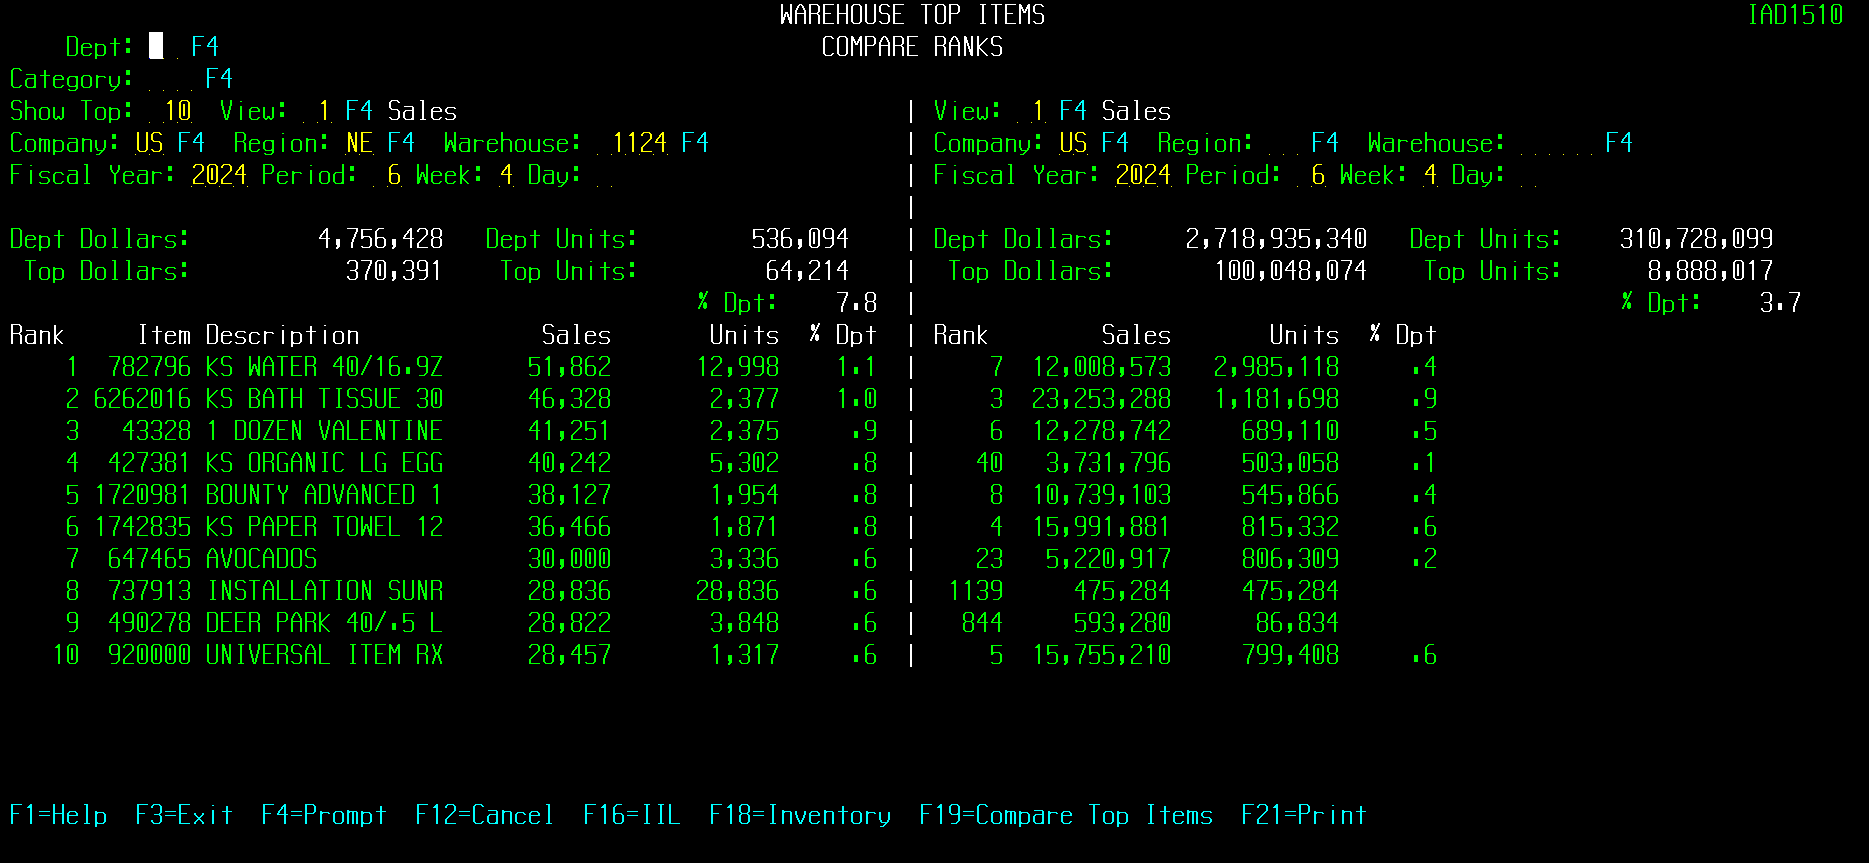 WAREHOUSE TOP ITEMS IAD1510
Dept: F4 COMPARE RANKS
Category: F4
Show Top: 10 View: 1 F4 Sales | View: 1 F4 Sales
Company: US F4 Region: NE F4 Warehouse: 1124 F4 | Company: US F4 Region: F4 Warehouse: F4
Fiscal Year: 2024 Period: 6 Week: 4 Day: | Fiscal Year: 2024 Period: 6 Week: 4 Day:
|
Dept Dollars: 4,756,428 Dept Units: 536,094 | Dept Dollars: 2,718,935,340 Dept Units: 310,728,099
Top Dollars: 370,391 Top Units: 64,214 | Top Dollars: 100,048,074 Top Units: 8,888,017
% Dpt: 7.8 | % Dpt: 3.7
Rank Item Description Sales Units % Dpt | Rank Sales Units % Dpt
1 782796 KS WATER 40/16.9Z 51,862 12,998 1.1 | 7 12,008,573 2,985,118 .4
2 6262016 KS BATH TISSUE 30 46,328 2,377 1.0 | 3 23,253,288 1,181,698 .9
3 43328 1 DOZEN VALENTINE 41,251 2,375 .9 | 6 12,278,742 689,110 .5
4 427381 KS ORGANIC LG EGG 40,242 5,302 .8 | 40 3,731,796 503,058 .1
5 1720981 BOUNTY ADVANCED 1 38,127 1,954 .8 | 8 10,739,103 545,866 .4
6 1742835 KS PAPER TOWEL 12 36,466 1,871 .8 | 4 15,991,881 815,332 .6
7 647465 AVOCADOS 30,000 3,336 .6 | 23 5,220,917 806,309 .2
8 737913 INSTALLATION SUNR 28,836 28,836 .6 | 1139 475,284 475,284
9 490278 DEER PARK 40/.5 L 28,822 3,848 .6 | 844 593,280 86,834
10 920000 UNIVERSAL ITEM RX 28,457 1,317 .6 | 5 15,755,210 799,408 .6
F1=Help F3=Exit F4=Prompt F12=Cancel F16=IIL F18=Inventory F19=Compare Top Items F21=Print